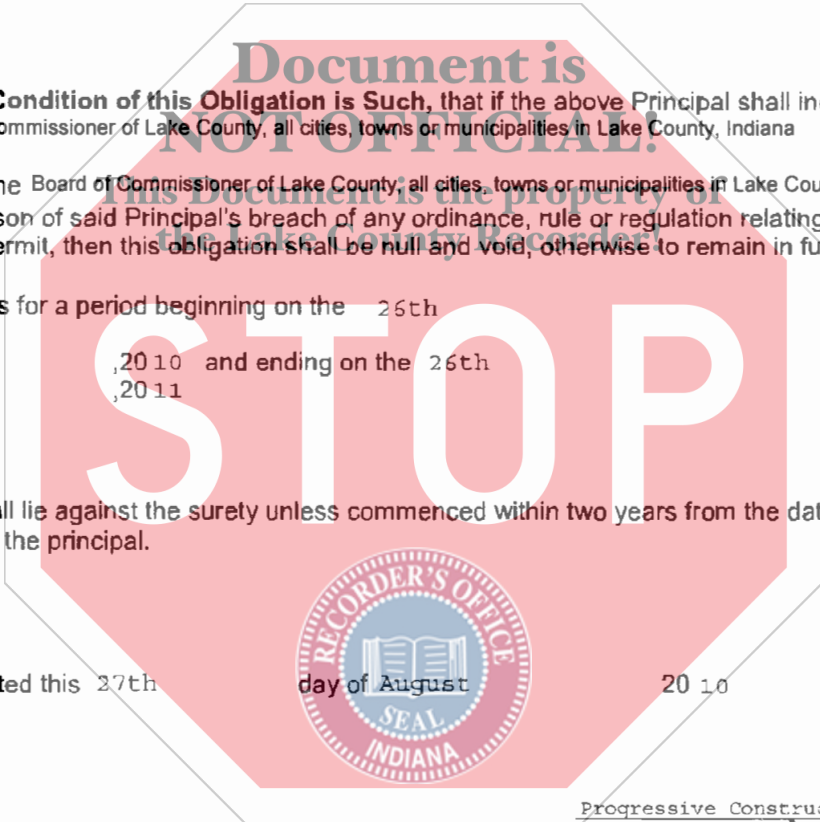 Document is
Condition of this Obligation is Such, that if the above Principal shall
ommissioner of Lake County, all cities, towns or municipalities in Lake County, Indiana
NOT OFFICIAL!
Board of Commissioner of Lake County, all cities, towns or municipalities in Lake Cou
This Document is the property of
son of said Principal's breach of any ordinance, rule or regulation relating
ermit, then this obligation shall be null and void, otherwise to remain in fu
the Lake County Recorder!
s for a period beginning on the 26th
,20 10 and ending on the 26th
,20 11
STOP
ll lie against the surety unless commenced within two years from the dat
the principal.
RECORDER'S OFFICE
ted this 27th day of August 20 10
SEAL
INDIANA
Progressive Constru